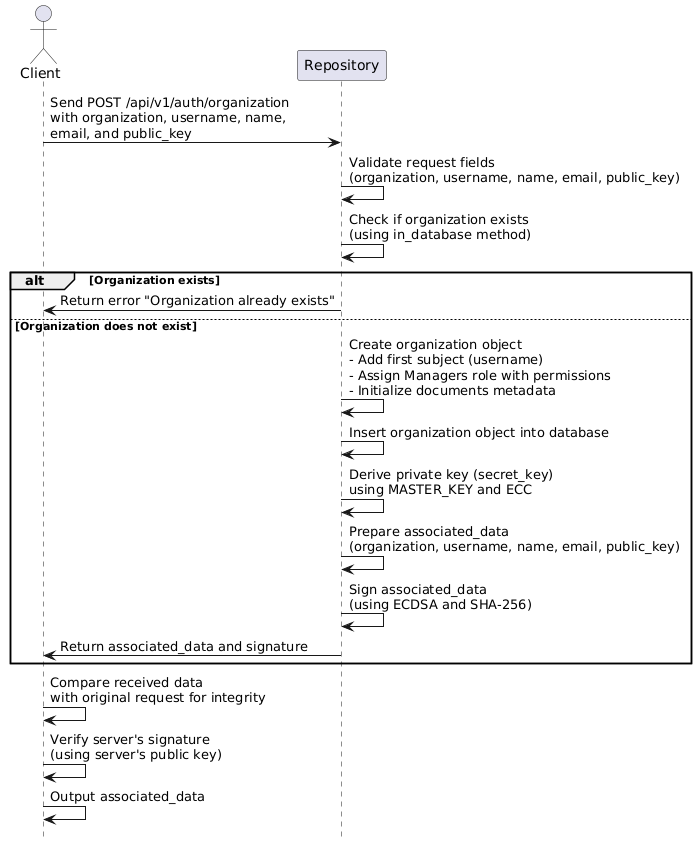 Client
Repository
Send POST /api/v1/auth/organization
with organization, username, name,
email, and public_key
Validate request fields
(organization, username, name, email, public_key)
Check if organization exists
(using in_database method)
alt
[Organization exists]
Return error "Organization already exists"
[Organization does not exist]
Create organization object
- Add first subject (username)
- Assign Managers role with permissions
- Initialize documents metadata
Insert organization object into database
Derive private key (secret_key)
using MASTER_KEY and ECC
Prepare associated_data
(organization, username, name, email, public_key)
Sign associated_data
(using ECDSA and SHA-256)
Return associated_data and signature
Compare received data
with original request for integrity
Verify server's signature
(using server's public key)
Output associated_data